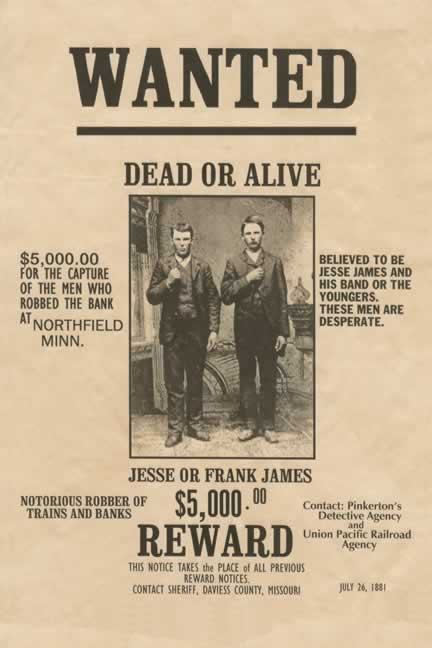 WANTED
DEAD OR ALIVE
$5,000.00
FOR THE CAPTURE
OF THE MEN WHO
ROBBED THE BANK
AT NORTHFIELD
MINN.
BELIEVED TO BE
JESSE JAMES AND
HIS BAND OR THE
YOUNGERS.
THESE MEN ARE
DESPERATE.
JESSE OR FRANK JAMES
NOTORIOUS ROBBER OF
TRAINS AND BANKS
$5,000.00
REWARD
Contact: Pinkerton's
Detective Agency
and
Union Pacific Railroad
Agency
THIS NOTICE TAKES the PLACE of ALL PREVIOUS
REWARD NOTICES.
CONTACT SHERIFF, DAVIESS COUNTY, MISSOURI
JULY 26, 1881